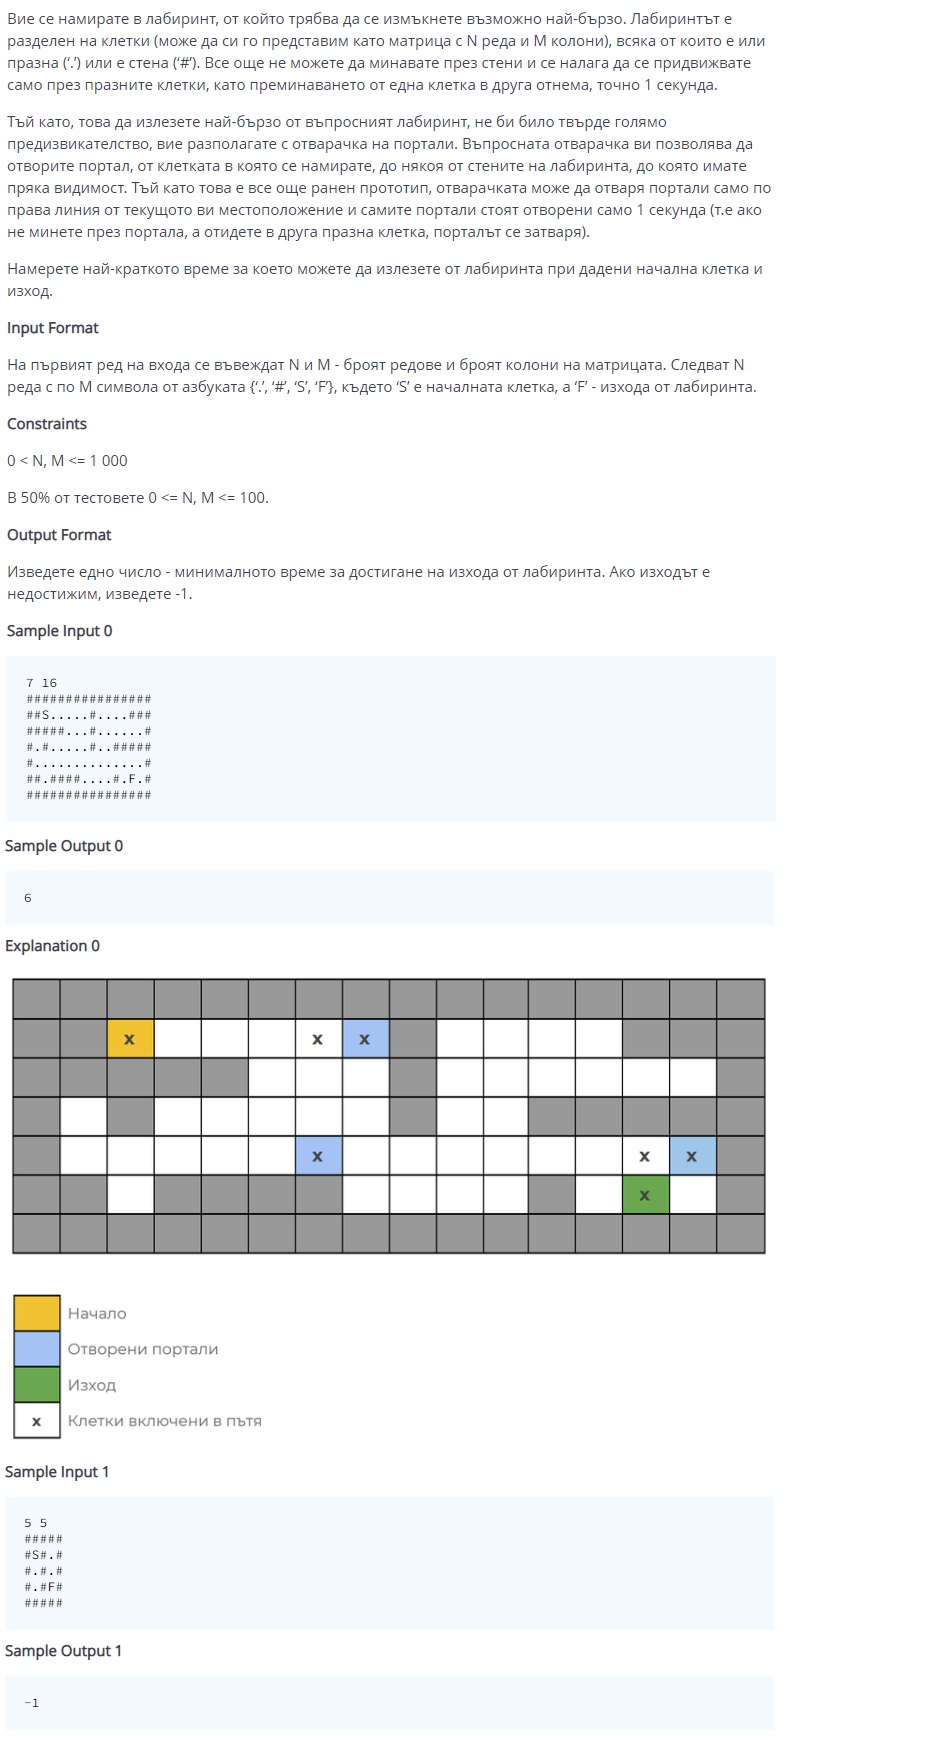 Вие се намирате в лабиринт, от който трябва да се измъкнете възможно най-бързо. Лабиринтът е
разделен на клетки (може да си го представим като матрица с N реда и M колони), всяка от които е или
празна (‘.’) или е стена (‘#’). Все още не можете да минавате през стени и се налага да се придвижвате
само през празните клетки, като преминаването от една клетка в друга отнема, точно 1 секунда.
Тъй като, това да излезете най-бързо от въпросният лабиринт, не би било твърде голямо
предизвикателство, вие разполагате с отварачка на портали. Въпросната отварачка ви позволява да
отворите портал, от клетката в която се намирате, до някоя от стените на лабиринта, до която имате
пряка видимост. Тъй като това е все още ранен прототип, отварачката може да отваря портали само по
права линия от текущото ви местоположение и самите портали стоят отворени само 1 секунда (т.е ако
не минете през портала, а отидете в друга празна клетка, порталът се затваря).
Намерете най-краткото време за което можете да излезете от лабиринта при дадени начална клетка и
изход.
Input Format
На първият ред на входа се въвеждат N и M - броят редове и броят колони на матрицата. Следват N
реда с по M символа от азбуката {‘.’, ‘#’, ‘S’, ‘F’}, където ‘S’ е началната клетка, а ‘F’ - изхода от лабиринта.
Constraints
0 < N, M <= 1 000
В 50% от тестовете 0 <= N, M <= 100.
Output Format
Изведете едно число - минималното време за достигане на изхода от лабиринта. Ако изходът е
недостижим, изведете -1.
Sample Input 0
7 16
################
##S.....#....###
#####...#......#
#.#.....#..#####
#..............#
##.####....#.F.#
################
Sample Output 0
6
Explanation 0
x x x
x x x
x
Начало
Отворени портали
Изход
x Клетки включени в пътя
Sample Input 1
5 5
#####
#S#.#
#.#.#
#.#F#
#####
Sample Output 1
-1